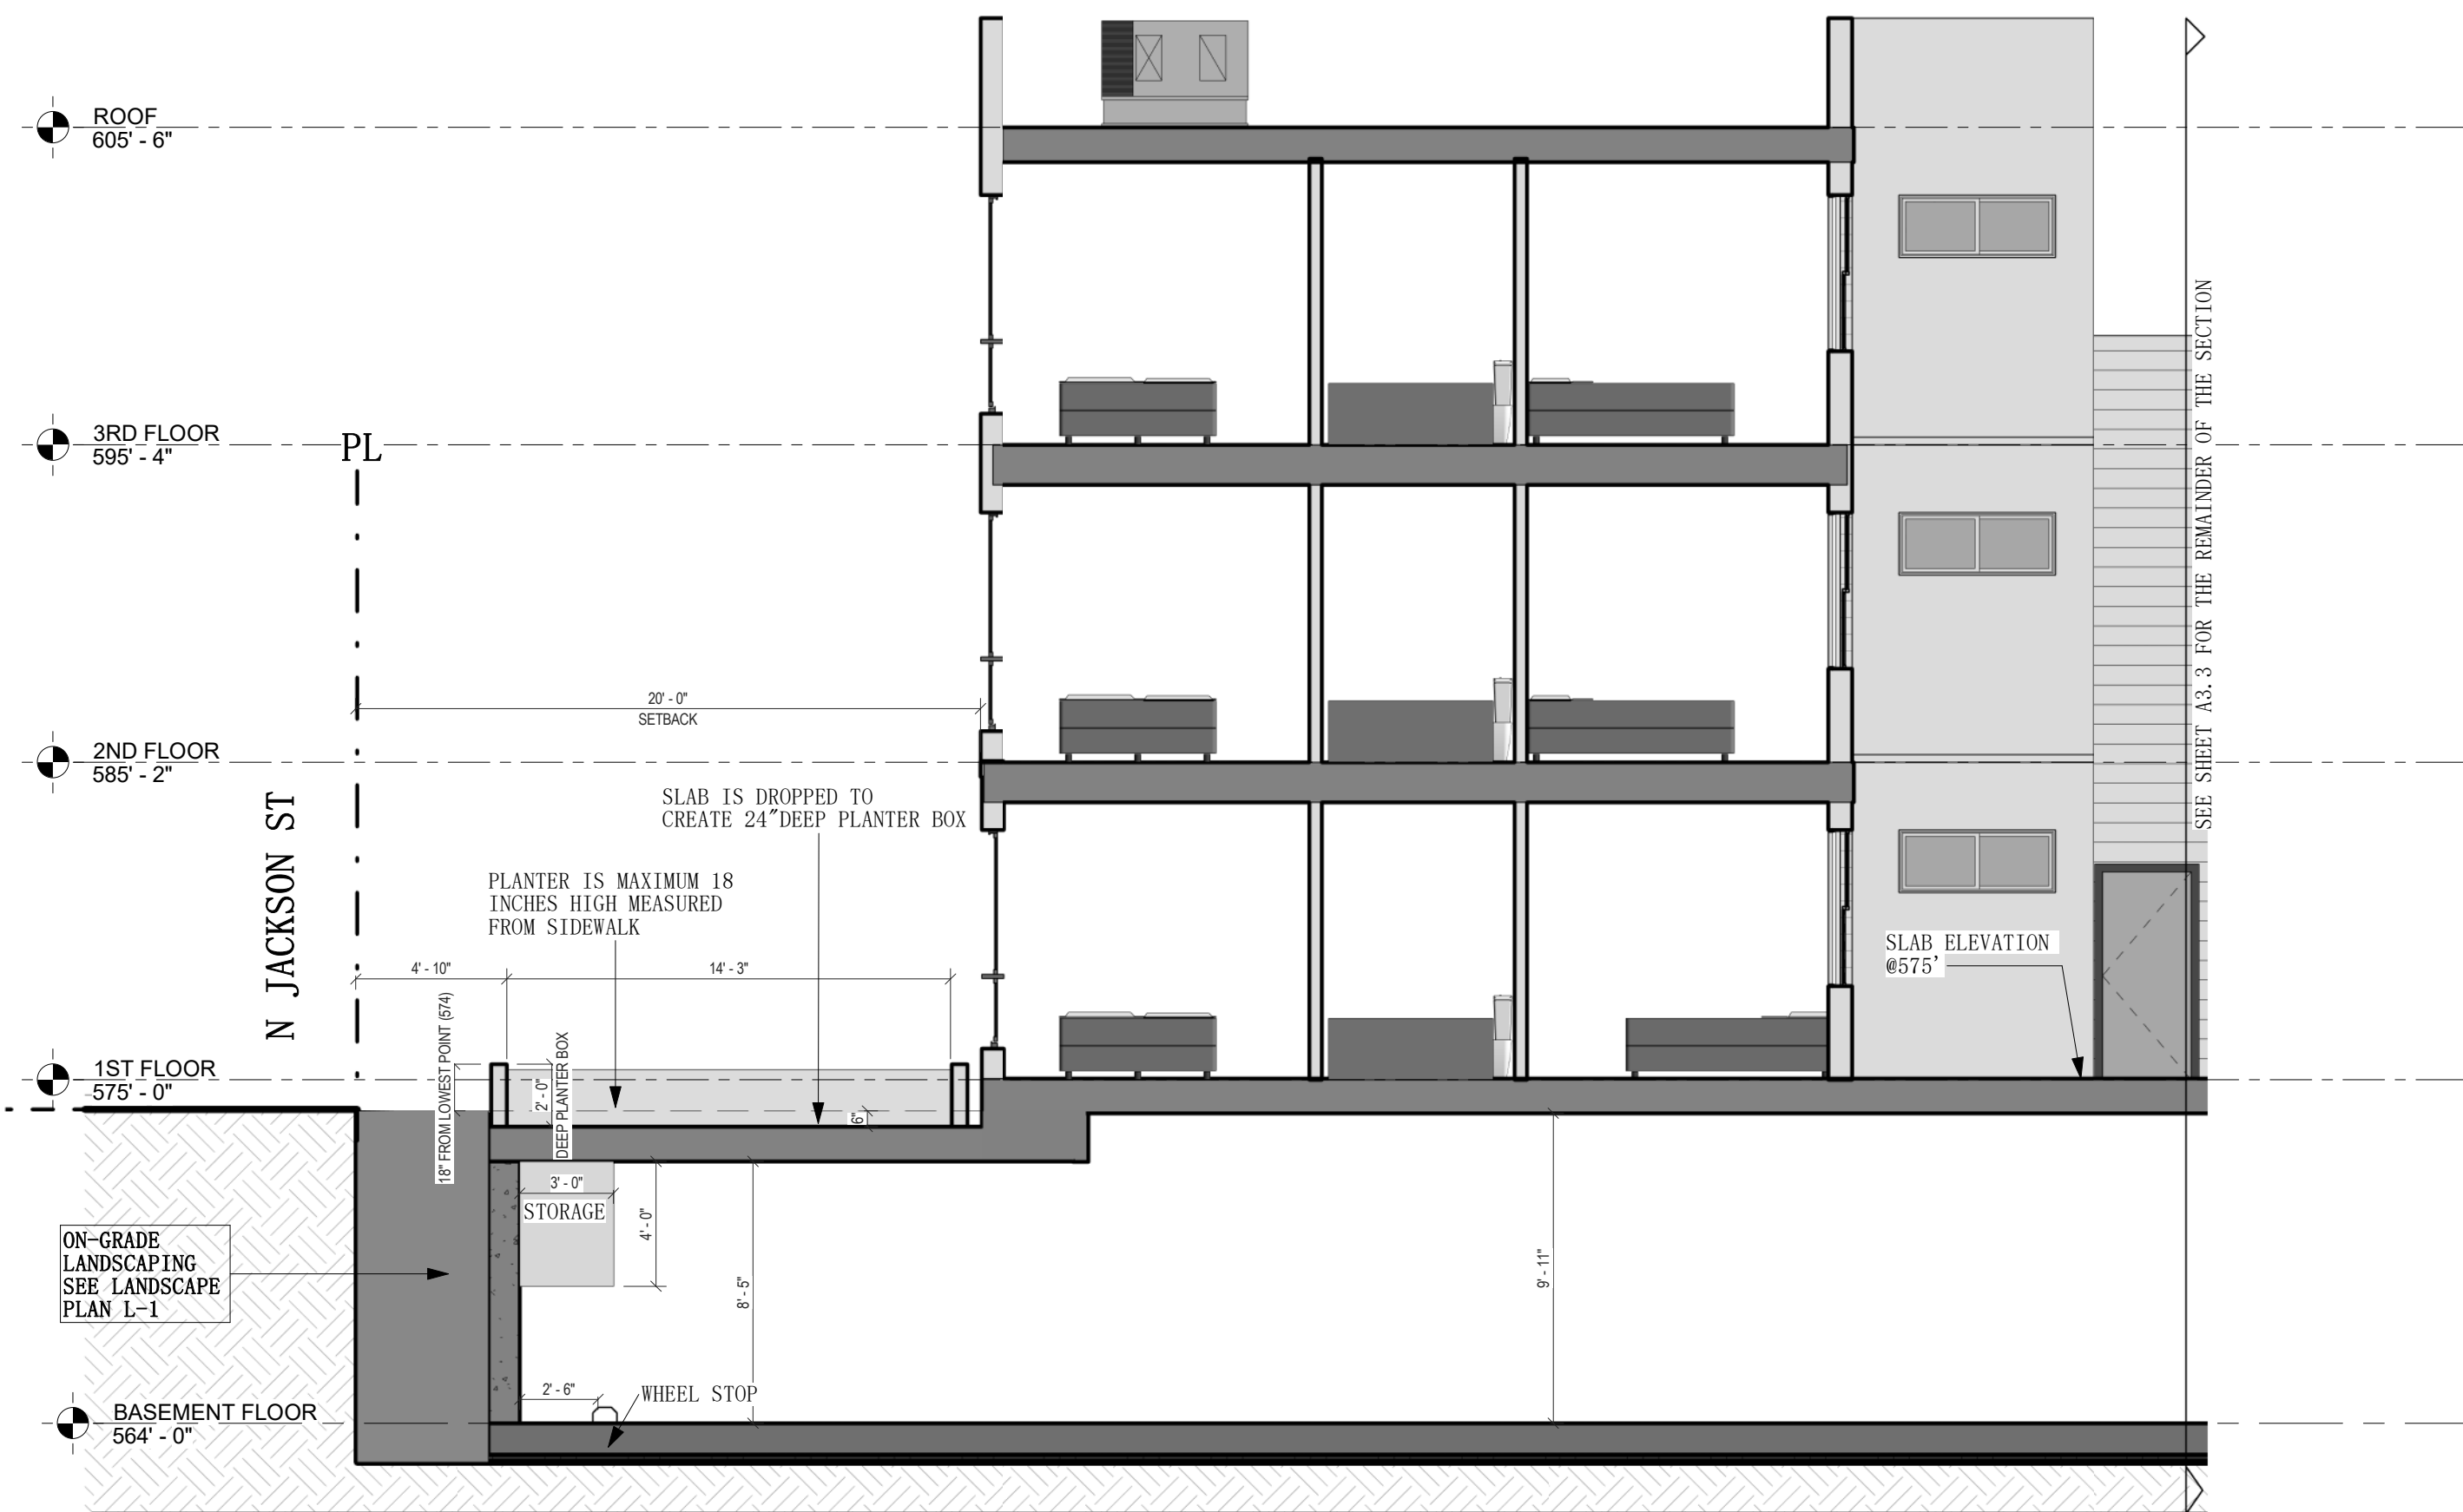 ROOF
605' - 6"
3RD FLOOR
595' - 4"
PL
20' - 0"
SETBACK
2ND FLOOR
585' - 2"
SLAB IS DROPPED TO
CREATE 24"DEEP PLANTER BOX
PLANTER IS MAXIMUM 18
INCHES HIGH MEASURED
FROM SIDEWALK
N JACKSON ST
4' - 10"
14' - 3"
SLAB ELEVATION
@575'
SEE SHEET A3.3 FOR THE REMAINDER OF THE SECTION
1ST FLOOR
575' - 0"
18" FROM LOWEST POINT (574)
2' - 0"
DEEP PLANTER BOX
6"
3' - 0"
STORAGE
4' - 0"
8' - 5"
9' - 11"
ON-GRADE
LANDSCAPING
SEE LANDSCAPE
PLAN L-1
2' - 6"
WHEEL STOP
BASEMENT FLOOR
564' - 0"